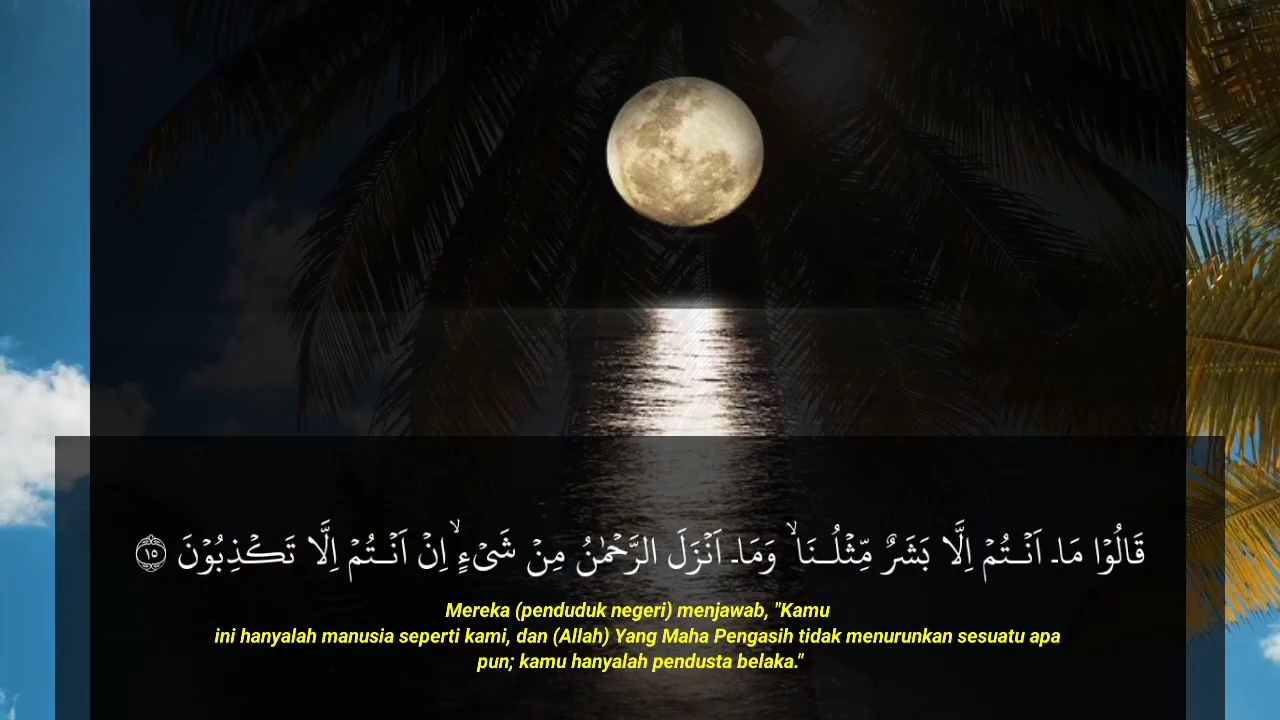 قَالُوْا مَاۤ اَنْـتُمْ اِلَّا بَشَرٌ مِّثْلُـنَا ۙ وَمَاۤ اَنْزَلَ الرَّحْمٰنُ مِنْ شَيْءٍ ۙ اِنْ اَنْـتُمْ اِلَّا تَكْذِبُوْنَ ١٥
Mereka (penduduk negeri) menjawab, "Kamu
ini hanyalah manusia seperti kami, dan (Allah) Yang Maha Pengasih tidak menurunkan sesuatu apa
pun; kamu hanyalah pendusta belaka."